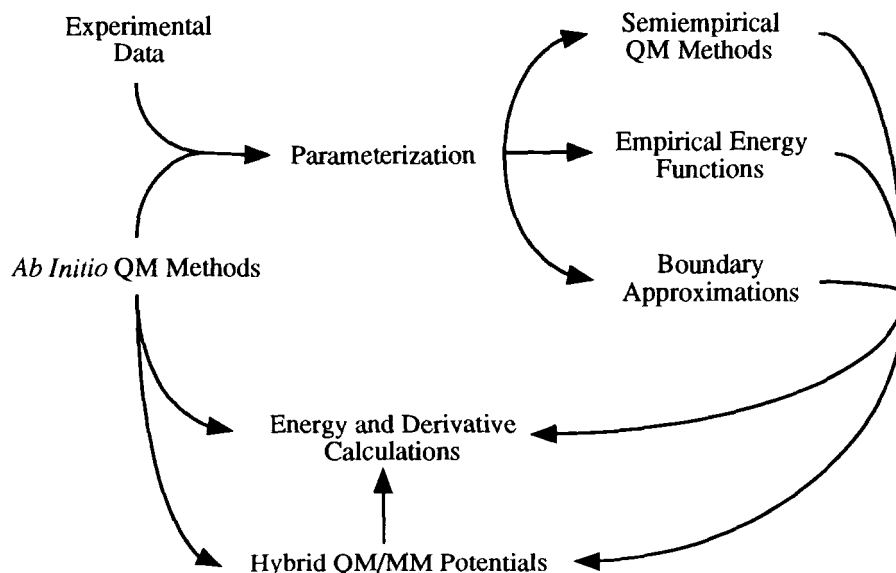 Experimental
Data
Semiempirical
QM Methods
Parameterization
Empirical Energy
Functions
Ab Initio QM Methods
Boundary
Approximations
Energy and Derivative
Calculations
Hybrid QM/MM Potentials